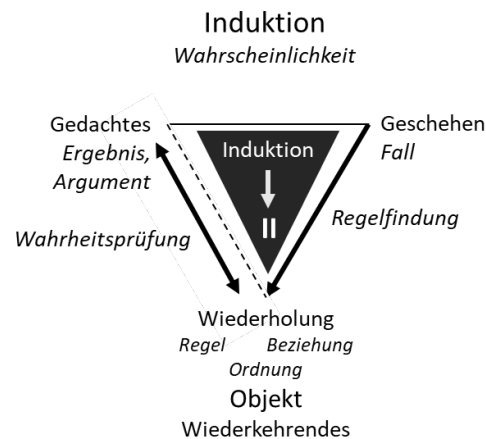 Induktion
Wahrscheinlichkeit
Gedachtes
Ergebnis,
Argument
Geschehen
Fall
Induktion
II
Wahrheitsprüfung
Regelfindung
Wiederholung
Regel Beziehung
Ordnung
Objekt
Wiederkehrendes